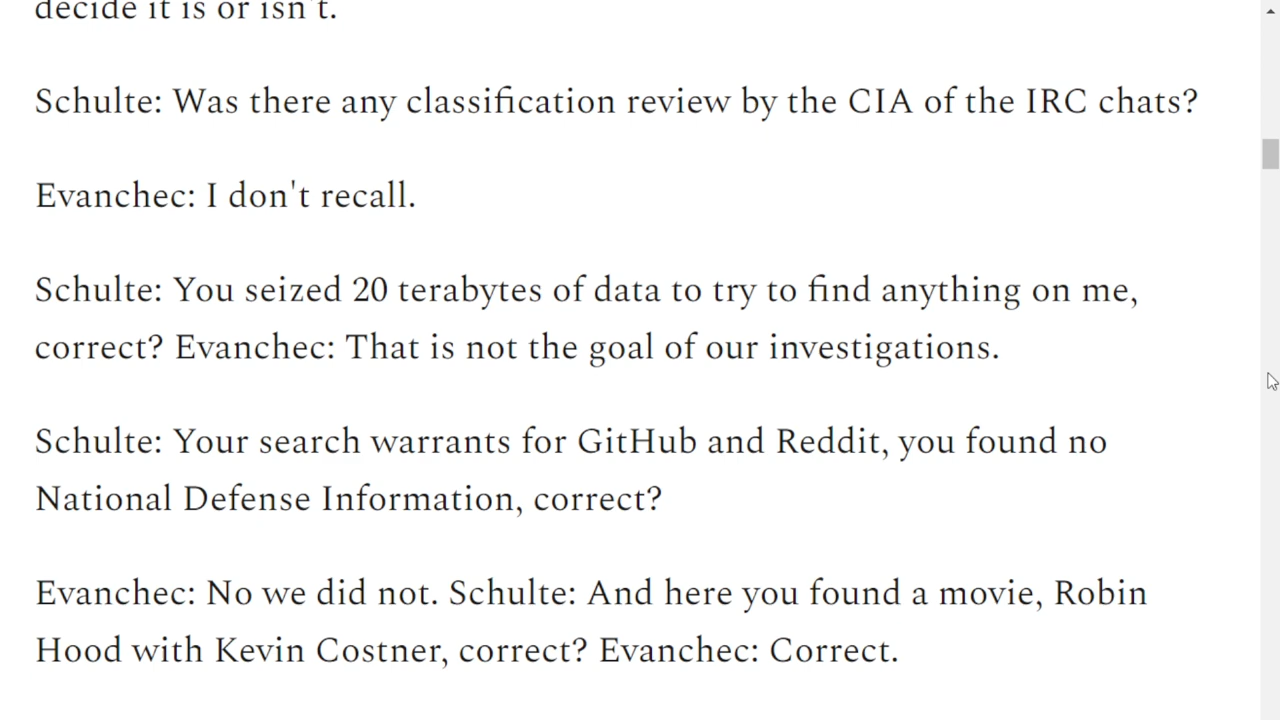 decide it is or isn't.
Schulte: Was there any classification review by the CIA of the IRC chats?
Evanchec: I don't recall.
Schulte: You seized 20 terabytes of data to try to find anything on me,
correct? Evanchec: That is not the goal of our investigations.
Schulte: Your search warrants for GitHub and Reddit, you found no
National Defense Information, correct?
Evanchec: No we did not. Schulte: And here you found a movie, Robin
Hood with Kevin Costner, correct? Evanchec: Correct.